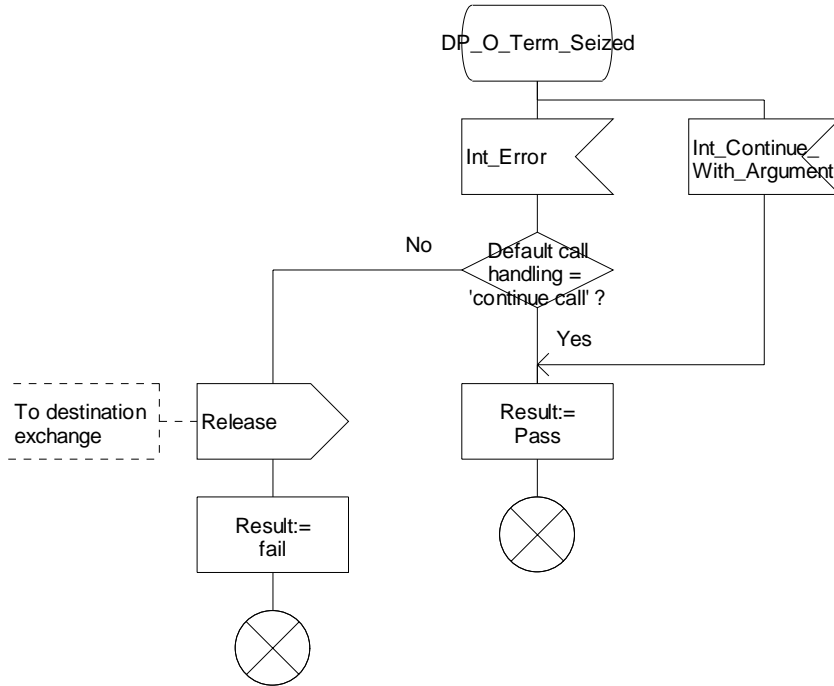 DP_O_Term_Seized
Int_Error
Int_Continue_
With_Argument
No
Default call
handling =
'continue call' ?
Yes
To destination
exchange
Release
Result:=
Pass
Result:=
fail